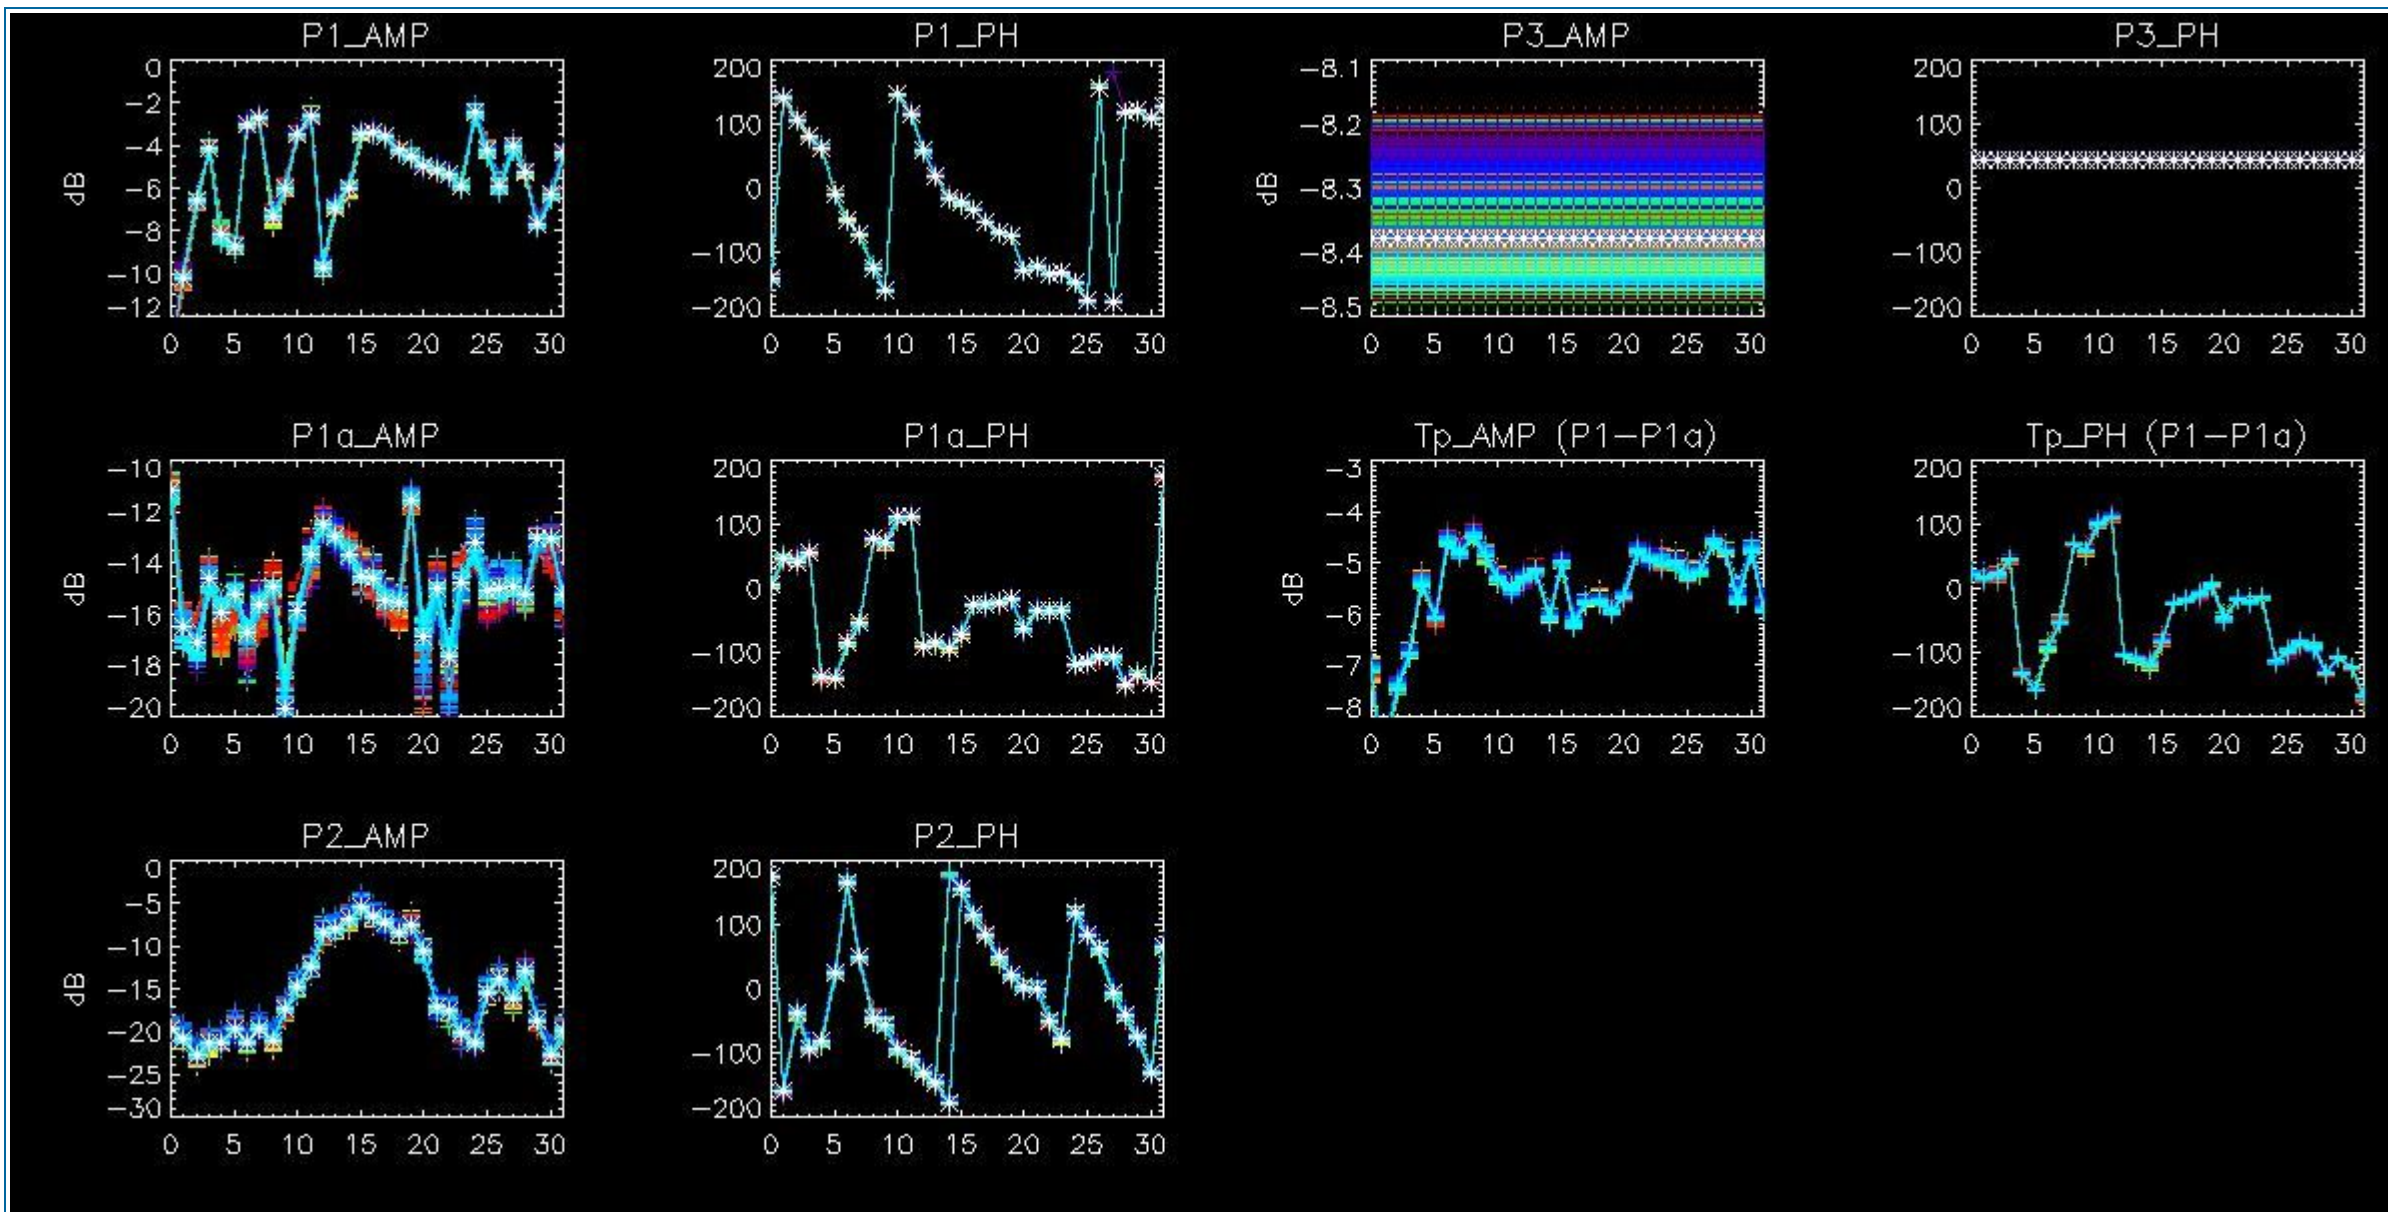 P1_AMP
0
−2
−4
−6
−8
−10
−12
dB
0 5 10 15 20 25 30
P1_PH
200
100
0
−100
−200
0 5 10 15 20 25 30
P3_AMP
−8.1
−8.2
−8.3
−8.4
−8.5
dB
0 5 10 15 20 25 30
P3_PH
200
100
0
−100
−200
0 5 10 15 20 25 30
P1a_AMP
−10
−12
−14
−16
−18
−20
dB
0 5 10 15 20 25 30
P1a_PH
200
100
0
−100
−200
0 5 10 15 20 25 30
Tp_AMP (P1−P1a)
−3
−4
−5
−6
−7
−8
dB
0 5 10 15 20 25 30
Tp_PH (P1−P1a)
200
100
0
−100
−200
0 5 10 15 20 25 30
P2_AMP
0
−5
−10
−15
−20
−25
−30
dB
0 5 10 15 20 25 30
P2_PH
200
100
0
−100
−200
0 5 10 15 20 25 30